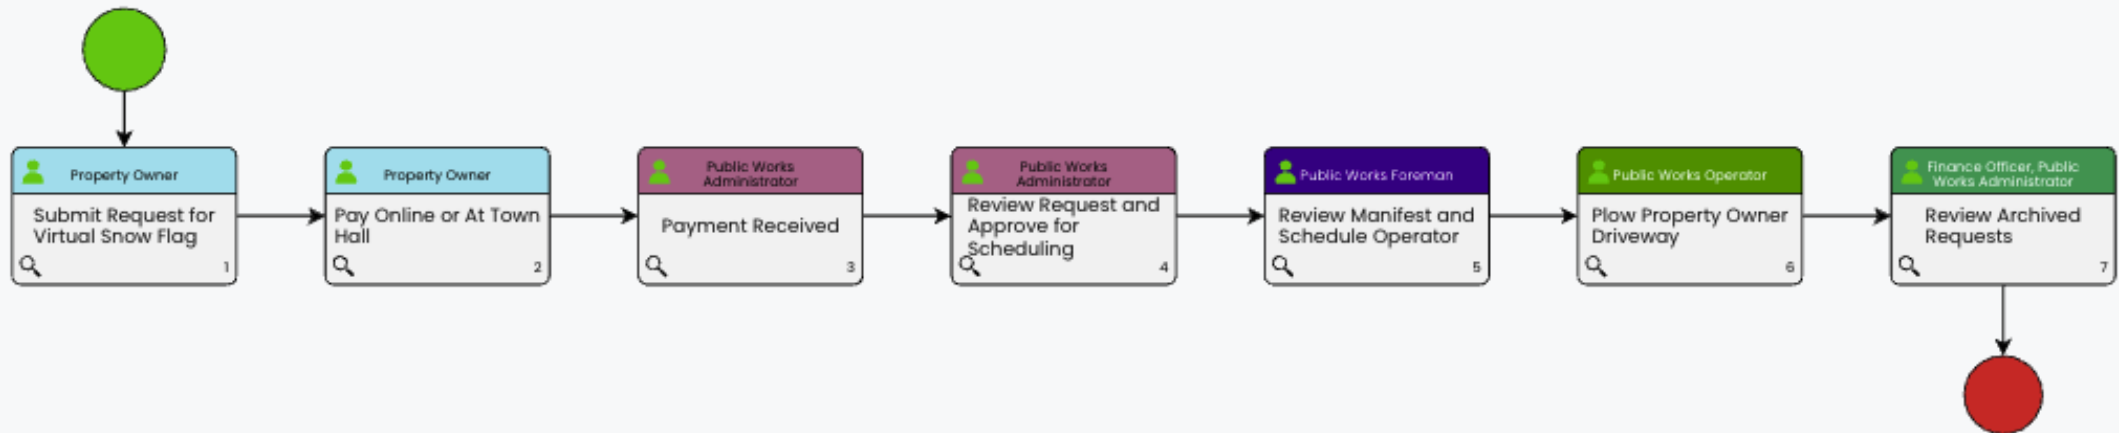 Property Owner
Submit Request for
Virtual Snow Flag
1
Property Owner
Pay Online or At Town
Hall
2
Public Works
Administrator
Payment Received
3
Public Works
Administrator
Review Request and
Approve for
Scheduling
4
Public Works Foreman
Review Manifest and
Schedule Operator
5
Public Works Operator
Plow Property Owner
Driveway
6
Finance Officer, Public
Works Administrator
Review Archived
Requests
7